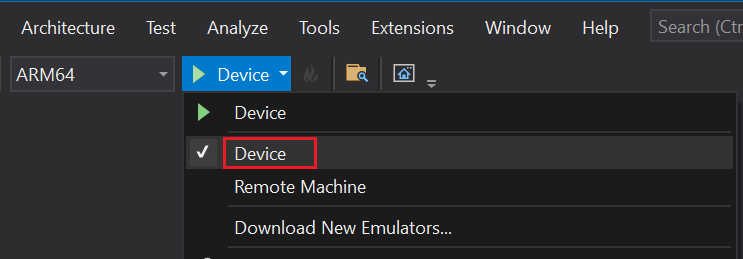 Architecture Test Analyze Tools Extensions Window Help Search (Ctr
ARM64 Device
Device
Device
Remote Machine
Download New Emulators...